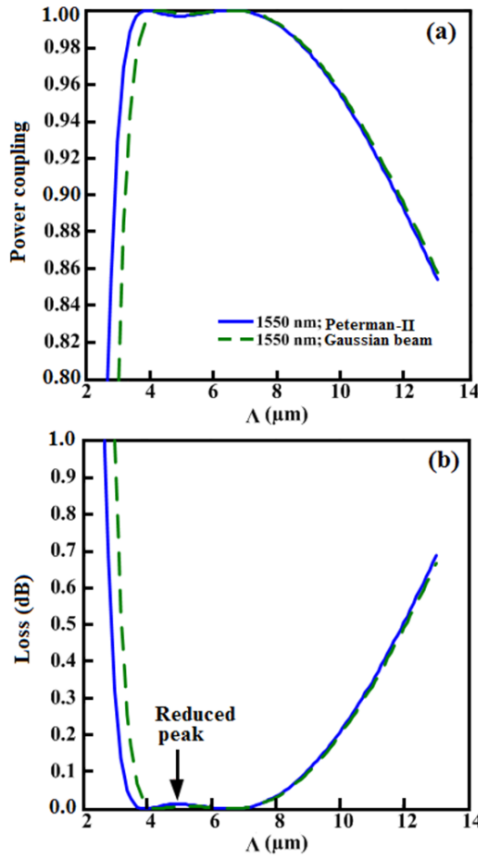 1.00
0.98
0.96
0.94
0.92
0.90
0.88
0.86
0.84
0.82
0.80
Power coupling
(a)
1550 nm; Peterman-II
1550 nm; Gaussian beam
2 4 6 8 10 12 14
Λ (µm)
1.0
0.9
0.8
0.7
0.6
0.5
0.4
0.3
0.2
0.1
0.0
Loss (dB)
(b)
Reduced
peak
2 4 6 8 10 12 14
Λ (µm)